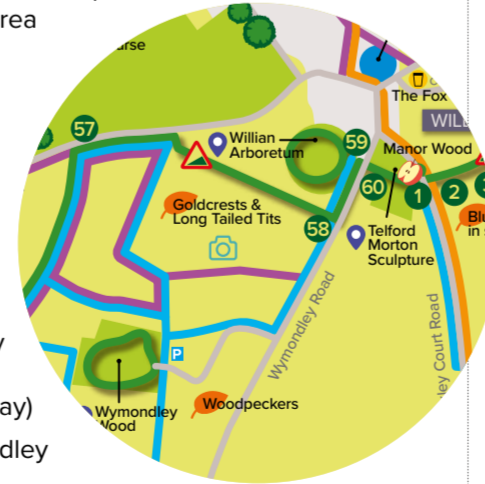 rea
urse
57
Willian
Arboretum
59
The Fox
WIL
Manor Wood
60
1
2
3
Goldcrests &
Long Tailed Tits
58
Telford
Morton
Sculpture
Blu
in s
Wymondley Road
ley Court Road
P
ay)
Wymondley
Wood
Woodpeckers
dley